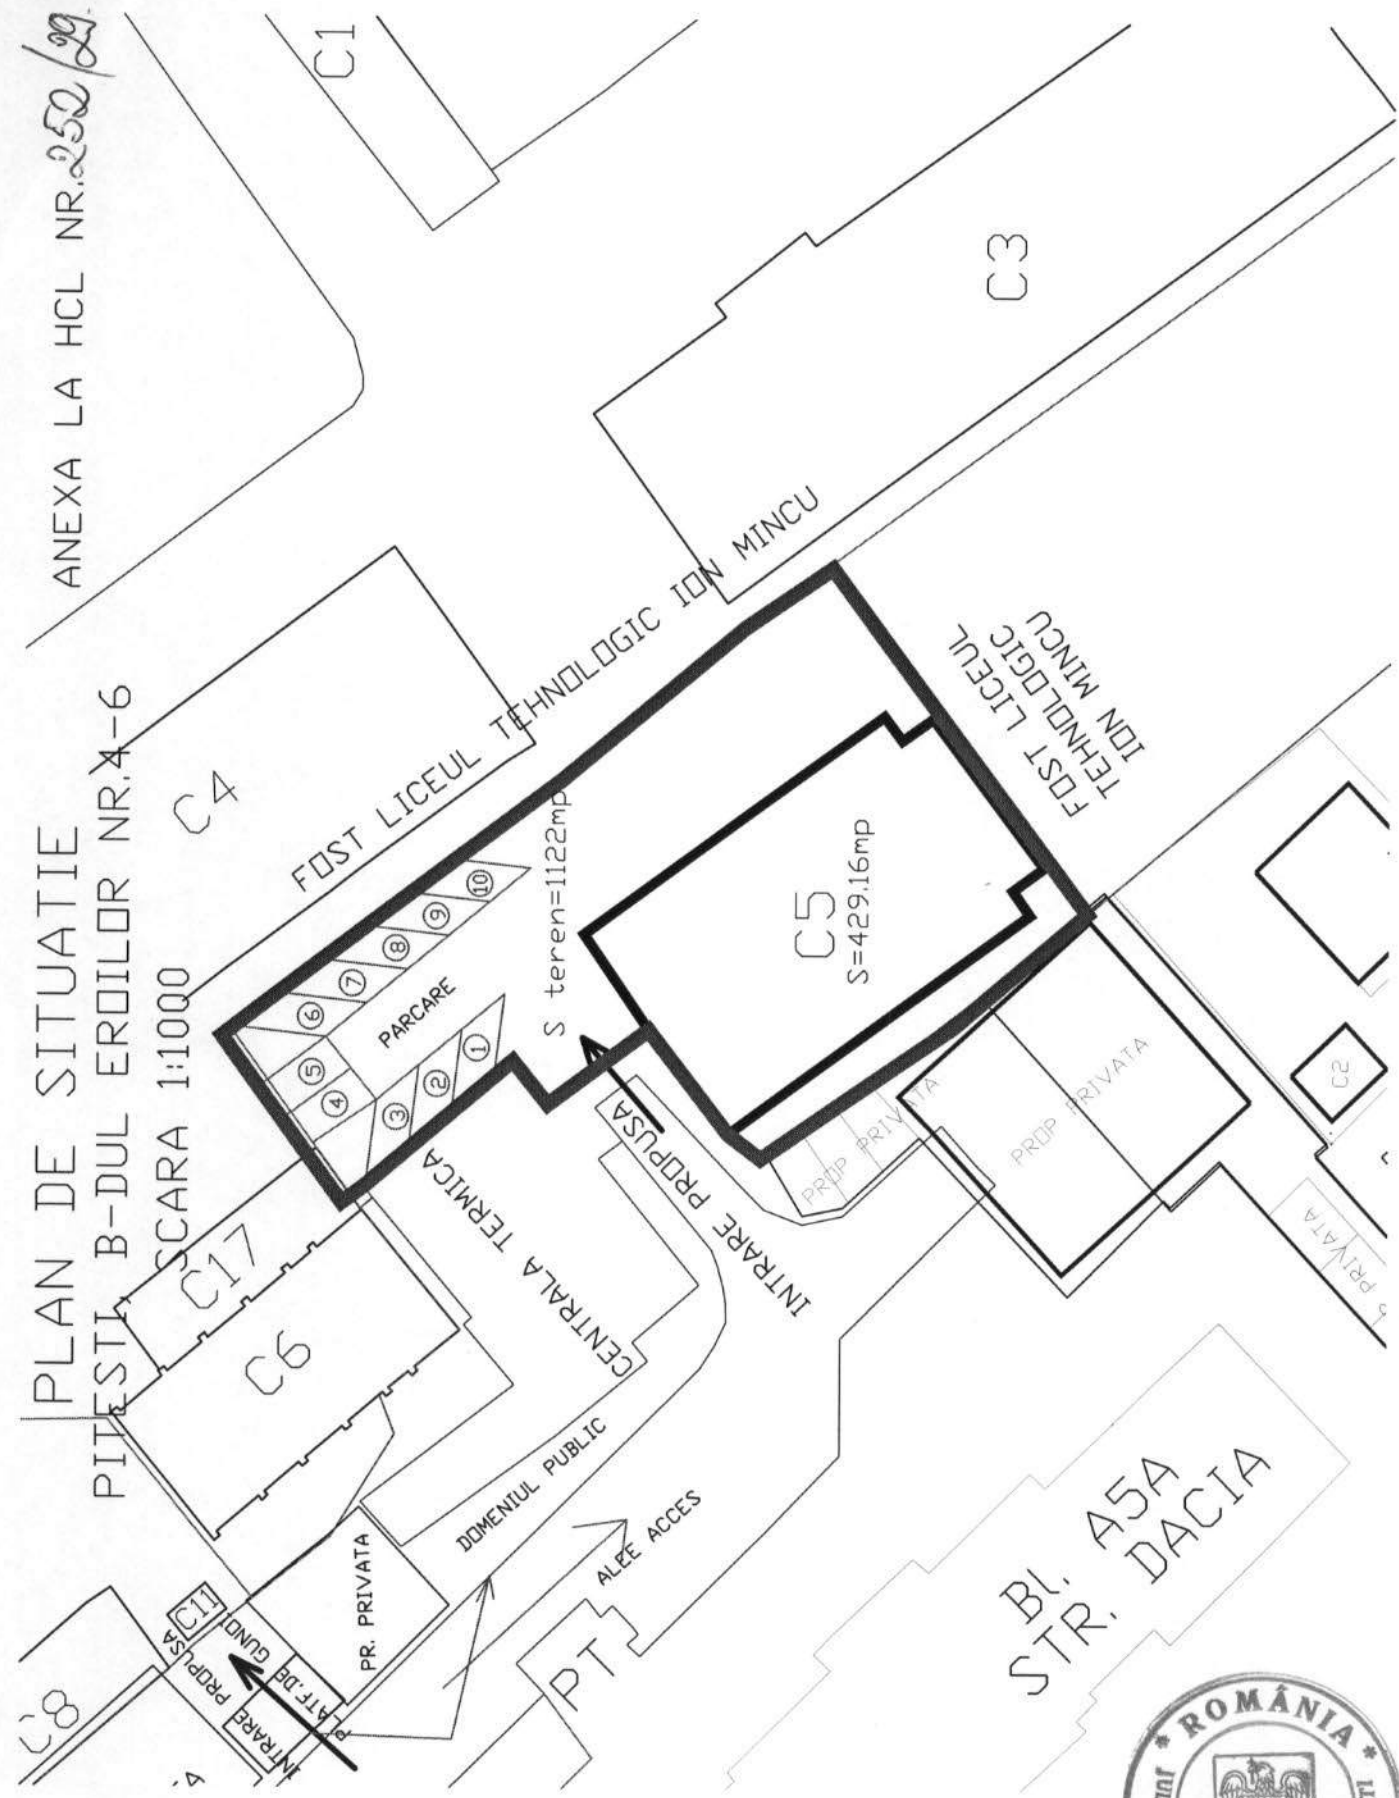 ANEXA LA HCL NR.252/29.
PLAN DE SITUATIE
PITESTI B-DUL EROILOR NR.4-6
SCARA 1:1000
C1
C3
C4
FOST LICEUL TEHNOLOGIC ION MINCU
FOST LICEUL
TEHNOLOGIC
ION MINCU
S teren=1122mp
C5
S=429.16mp
PARCARE
1
2
3
4
5
6
7
8
9
10
C17
C6
CENTRALA TERMICA
INTRARE PROPUSA
PROP PRIVATA
PROP PRIVATA
C2
PRIVATA
DOMENIUL PUBLIC
ALEE ACCES
PR. PRIVATA
C11
PLATF.DE
GUNOI
INTRARE PROPUSA
C8
PT
Bl. A5A
STR. DACIA
* ROMÂNIA *